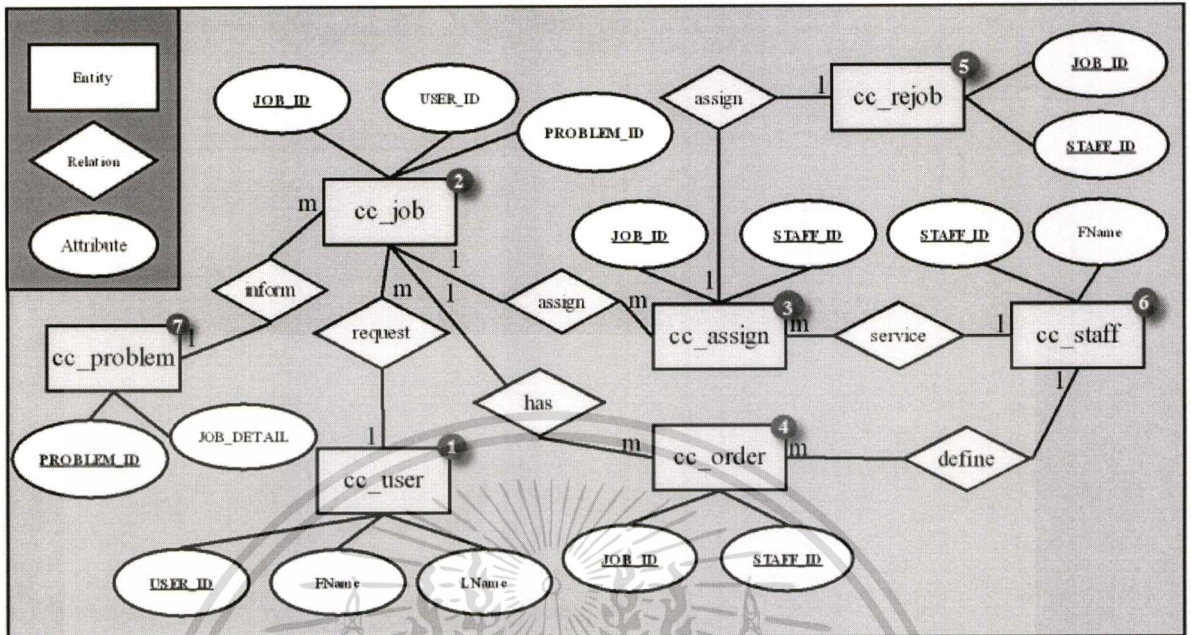 Entity
Relation
Attribute
JOB_ID
USER_ID
PROBLEM_ID
2
cc_job
m
1
1
m
assign
1
5
cc_rejob
JOB_ID
STAFF_ID
JOB_ID
STAFF_ID
STAFF_ID
FName
inform
1
7
cc_problem
request
assign
m
1
3
cc_assign
m
service
1
6
cc_staff
1
PROBLEM_ID
JOB_DETAIL
1
1
cc_user
has
m
4
cc_order
m
define
USER_ID
FName
LName
JOB_ID
STAFF_ID